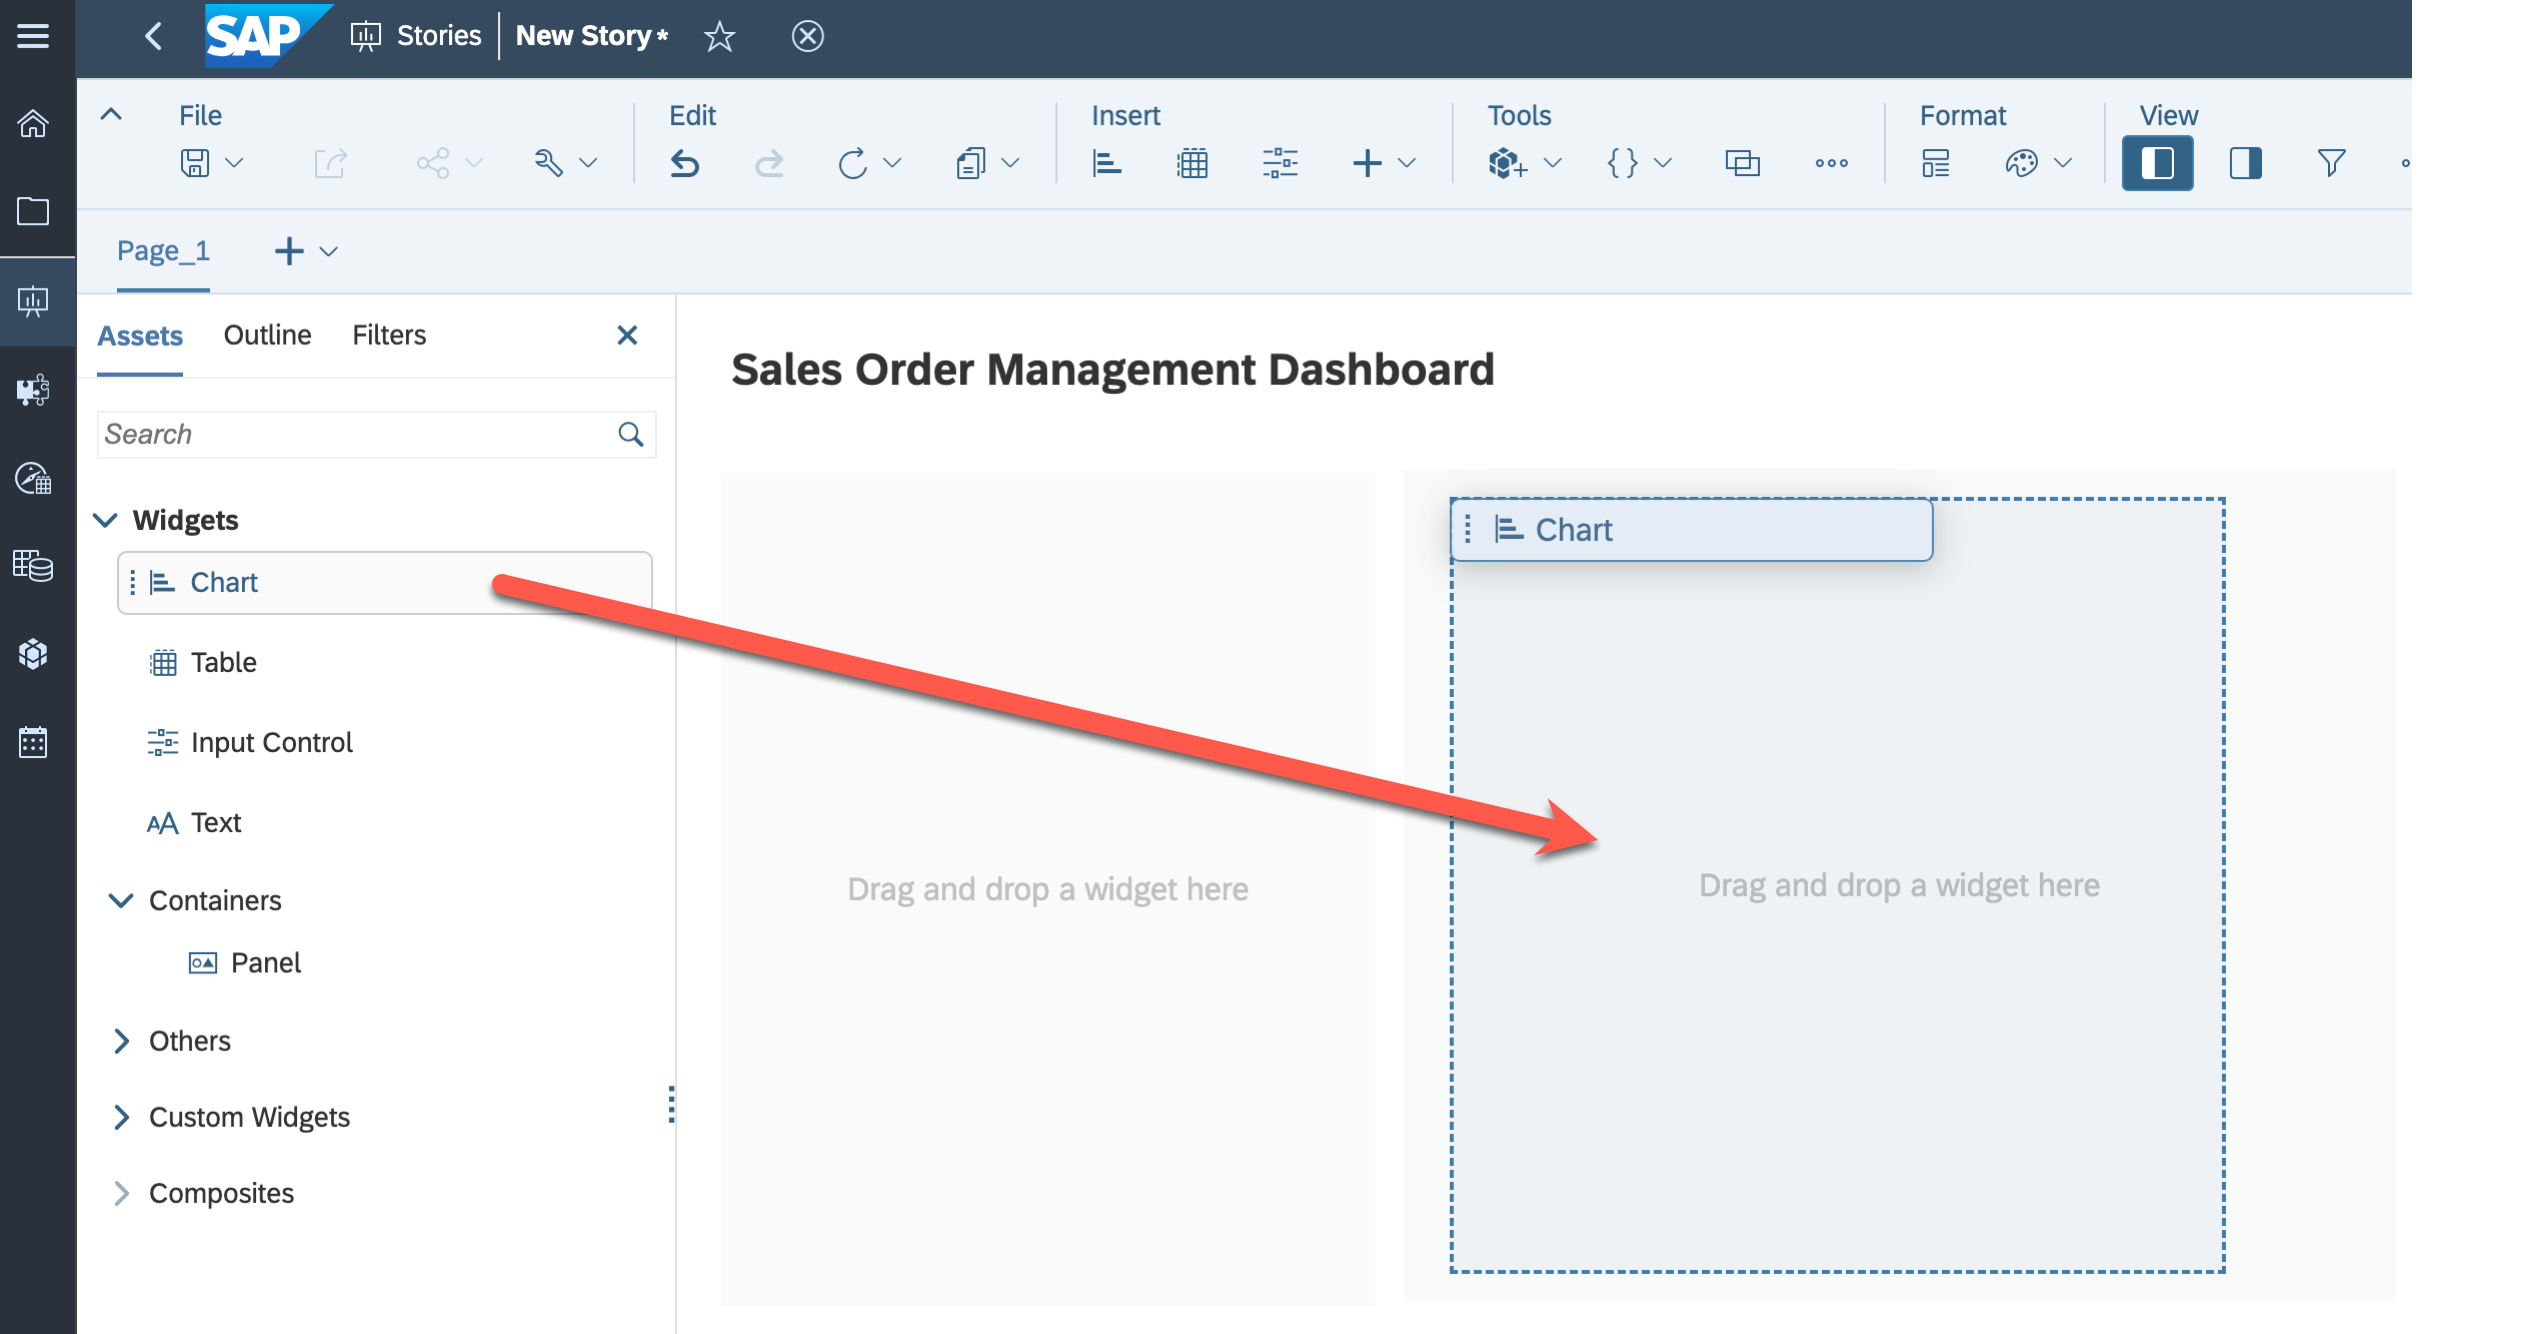 SAP Stories New Story *
File Edit Insert Tools Format View
Page_1
Assets Outline Filters
Search
Widgets
Chart
Table
Input Control
Text
Containers
Panel
Others
Custom Widgets
Composites
Sales Order Management Dashboard
Drag and drop a widget here
Chart
Drag and drop a widget here